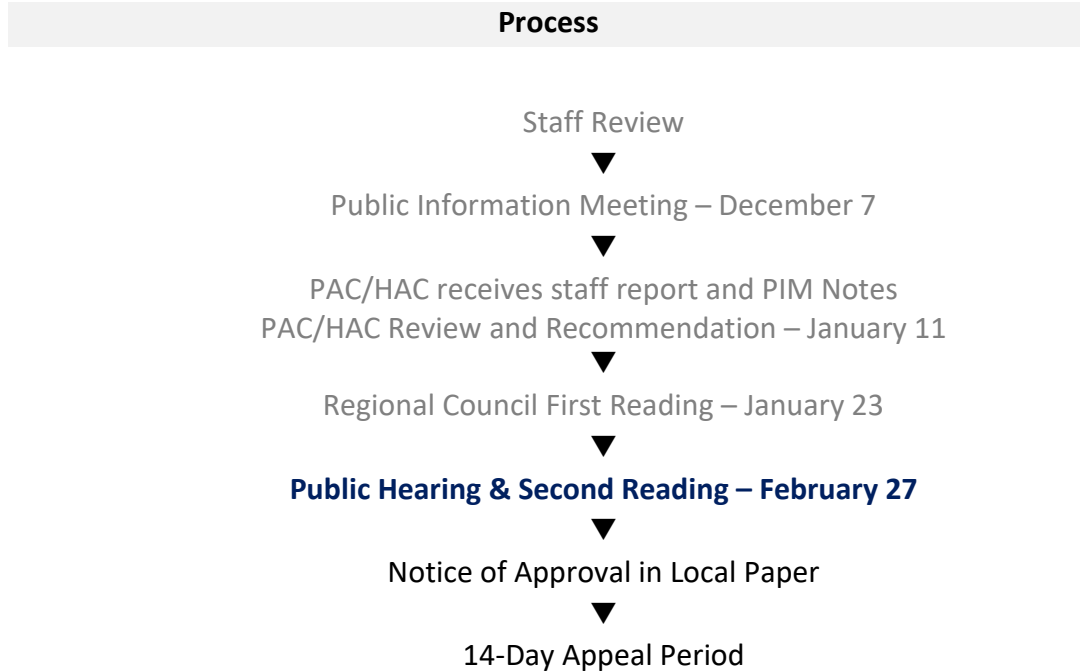 Process
Staff Review
▼
Public Information Meeting – December 7
▼
PAC/HAC receives staff report and PIM Notes
PAC/HAC Review and Recommendation – January 11
▼
Regional Council First Reading – January 23
▼
Public Hearing & Second Reading – February 27
▼
Notice of Approval in Local Paper
▼
14-Day Appeal Period